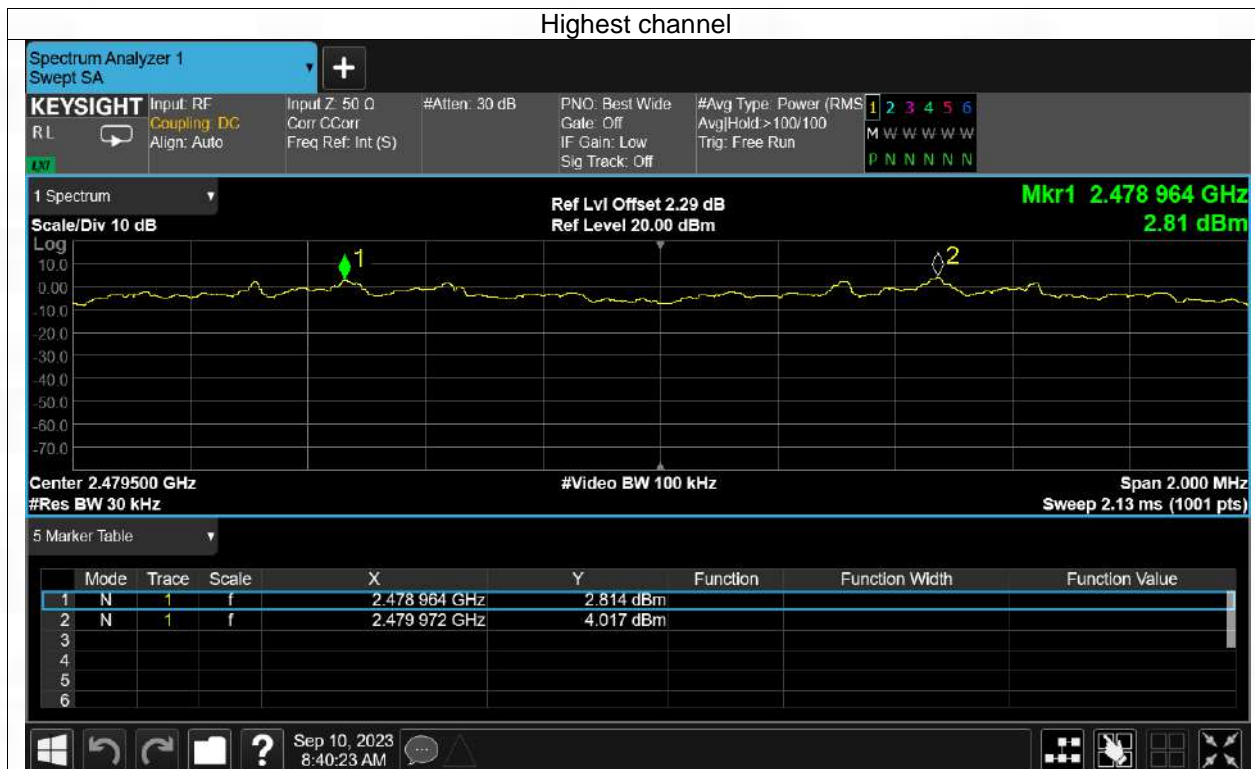 Highest channel
Spectrum Analyzer 1
Swept SA
+
KEYSIGHT Input: RF Input Z: 50 Ω #Atten: 30 dB PNO: Best Wide #Avg Type: Power (RMS 1 2 3 4 5 6
RL Coupling: DC Corr CCorr Gate: Off Avg|Hold:>100/100 M W W W W W
Align: Auto Freq Ref: Int (S) IF Gain: Low Trig: Free Run
LXI Sig Track: Off P N N N N N
1 Spectrum Ref Lvl Offset 2.29 dB Mkr1 2.478 964 GHz
Scale/Div 10 dB Ref Level 20.00 dBm 2.81 dBm
Log
10.0 1 2
0.00
-10.0
-20.0
-30.0
-40.0
-50.0
-60.0
-70.0
Center 2.479500 GHz #Video BW 100 kHz Span 2.000 MHz
#Res BW 30 kHz Sweep 2.13 ms (1001 pts)
5 Marker Table
Mode Trace Scale X Y Function Function Width Function Value
1 N 1 f 2.478 964 GHz 2.814 dBm
2 N 1 f 2.479 972 GHz 4.017 dBm
3
4
5
6
? Sep 10, 2023
8:40:23 AM